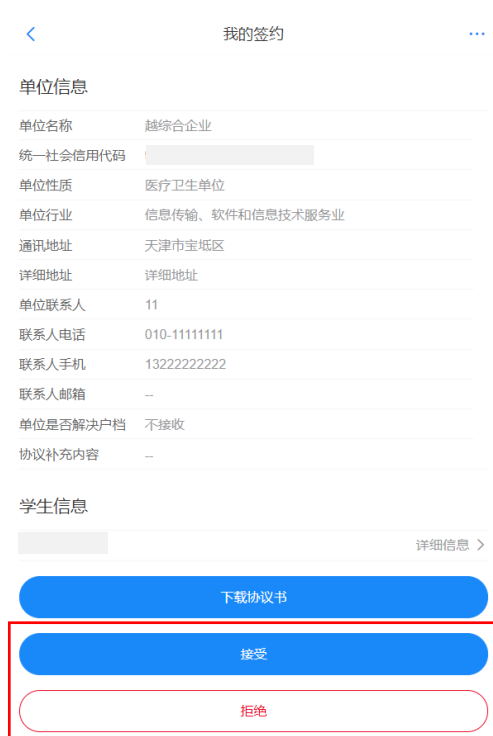 我的签约
单位信息
单位名称 越综合企业
统一社会信用代码
单位性质 医疗卫生单位
单位行业 信息传输、软件和信息技术服务业
通讯地址 天津市宝坻区
详细地址 详细地址
单位联系人 11
联系人电话 010-11111111
联系人手机 13222222222
联系人邮箱 --
单位是否解决户档 不接收
协议补充内容 --
学生信息
详细信息
下载协议书
接受
拒绝